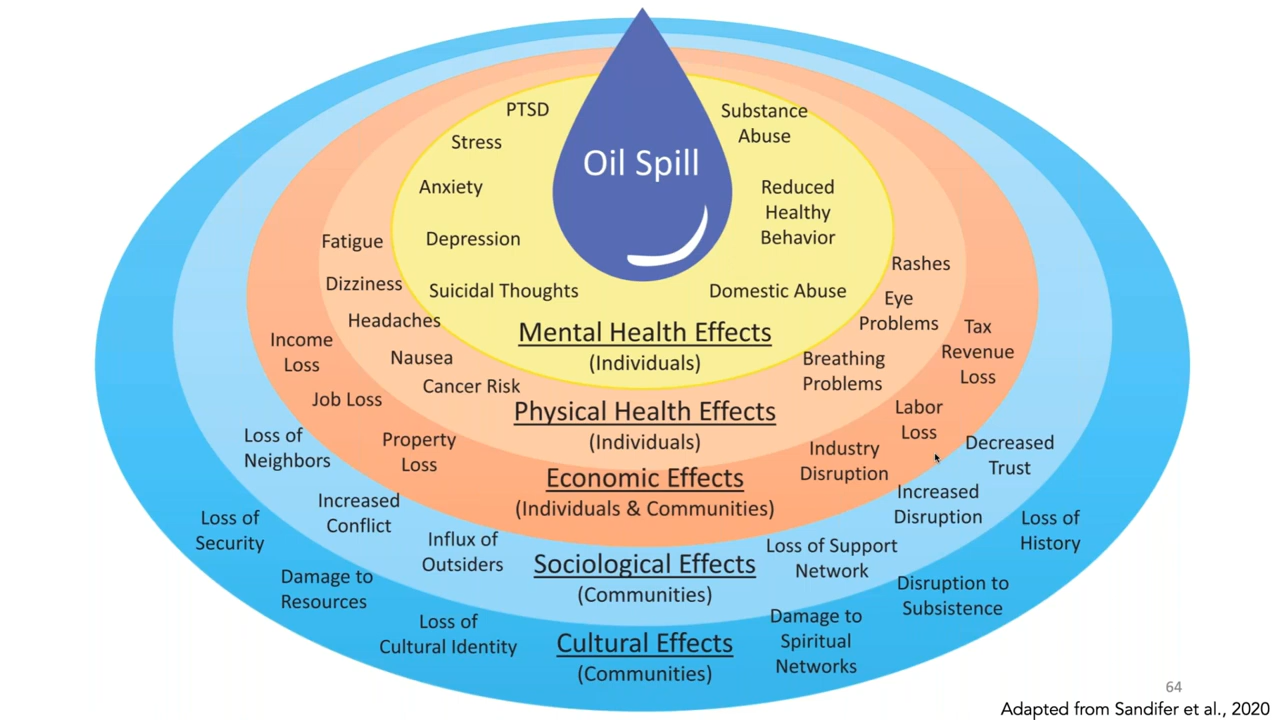 Oil Spill
PTSD
Stress
Anxiety
Depression
Suicidal Thoughts
Substance
Abuse
Reduced
Healthy
Behavior
Domestic Abuse
Mental Health Effects
(Individuals)
Fatigue
Dizziness
Headaches
Nausea
Cancer Risk
Rashes
Eye
Problems
Breathing
Problems
Physical Health Effects
(Individuals)
Income
Loss
Job Loss
Property
Loss
Tax
Revenue
Loss
Labor
Loss
Industry
Disruption
Economic Effects
(Individuals & Communities)
Loss of
Neighbors
Increased
Conflict
Influx of
Outsiders
Decreased
Trust
Increased
Disruption
Loss of Support
Network
Sociological Effects
(Communities)
Loss of
Security
Damage to
Resources
Loss of
Cultural Identity
Loss of
History
Disruption to
Subsistence
Damage to
Spiritual
Networks
Cultural Effects
(Communities)
64
Adapted from Sandifer et al., 2020